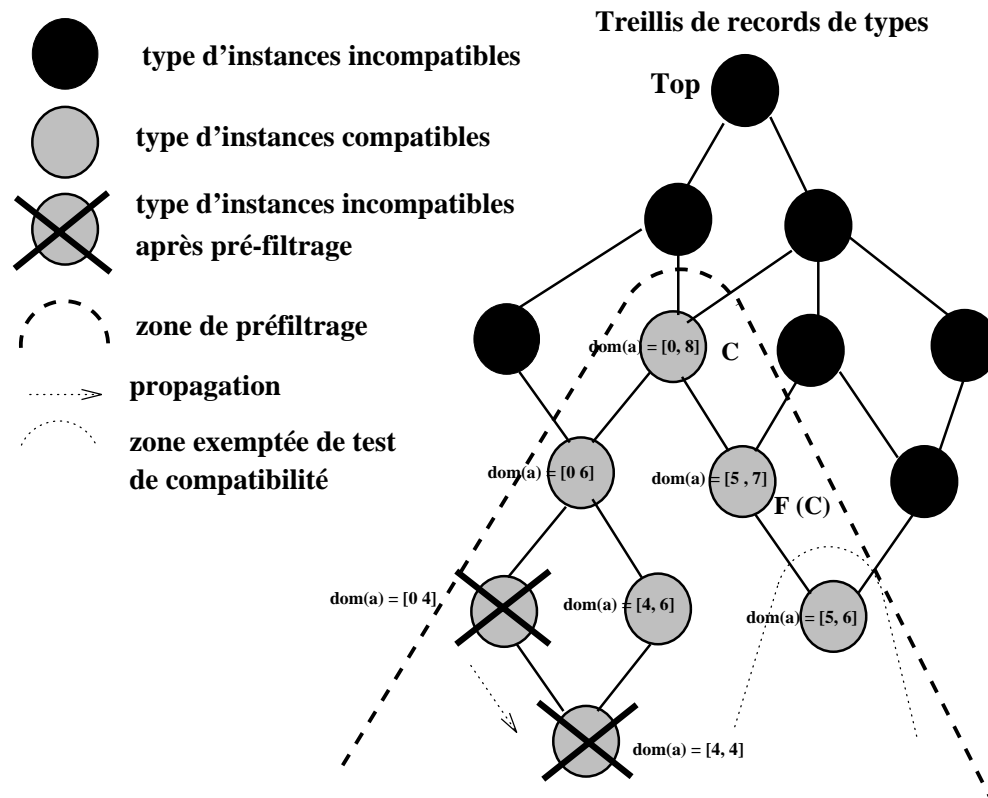 Treillis de records de types
type d'instances incompatibles
Top
type d'instances compatibles
type d'instances incompatibles
après pré-filtrage
zone de préfiltrage
dom(a) = [0, 8]
C
propagation
zone exemptée de test
de compatibilité
dom(a) = [0 6]
dom(a) = [5 , 7]
F (C)
dom(a) = [0 4]
dom(a) = [4, 6]
dom(a) = [5, 6]
dom(a) = [4, 4]